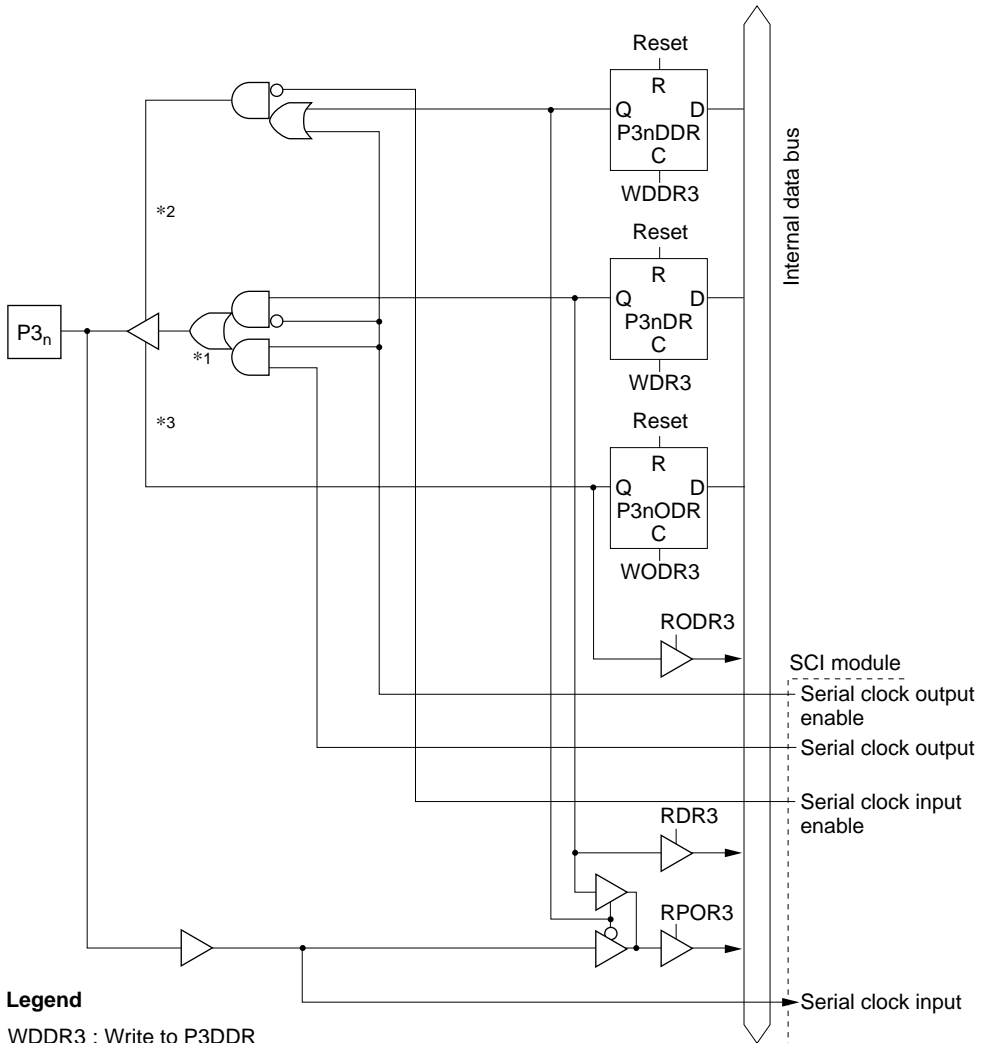 Reset
R
Q D
P3nDDR
C
WDDR3
Internal data bus
*2
Reset
R
Q D
P3nDR
C
WDR3
P3n
*1
*3
Reset
R
Q D
P3nODR
C
WODR3
RODR3
SCI module
Serial clock output
enable
Serial clock output
Serial clock input
enable
RDR3
RPOR3
Serial clock input
Legend
WDDR3 : Write to P3DDR